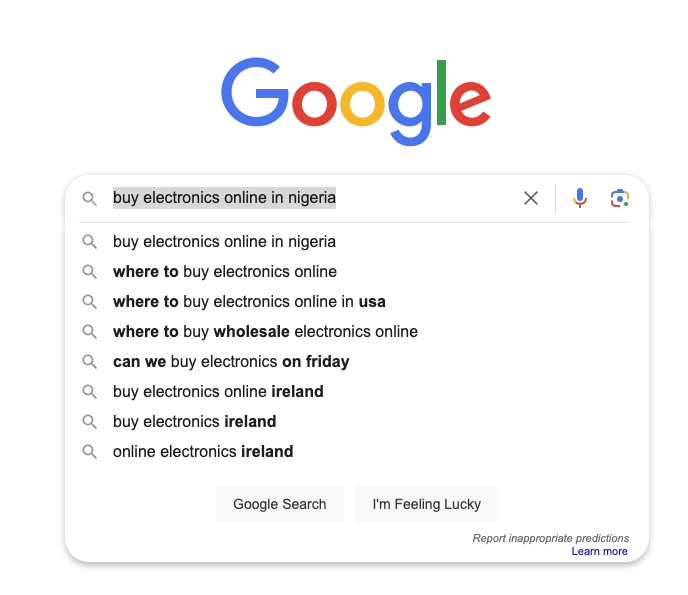 Google
buy electronics online in nigeria
buy electronics online in nigeria
where to buy electronics online
where to buy electronics online in usa
where to buy wholesale electronics online
can we buy electronics on friday
buy electronics online ireland
buy electronics ireland
online electronics ireland
Google Search I'm Feeling Lucky
Report inappropriate predictions
Learn more